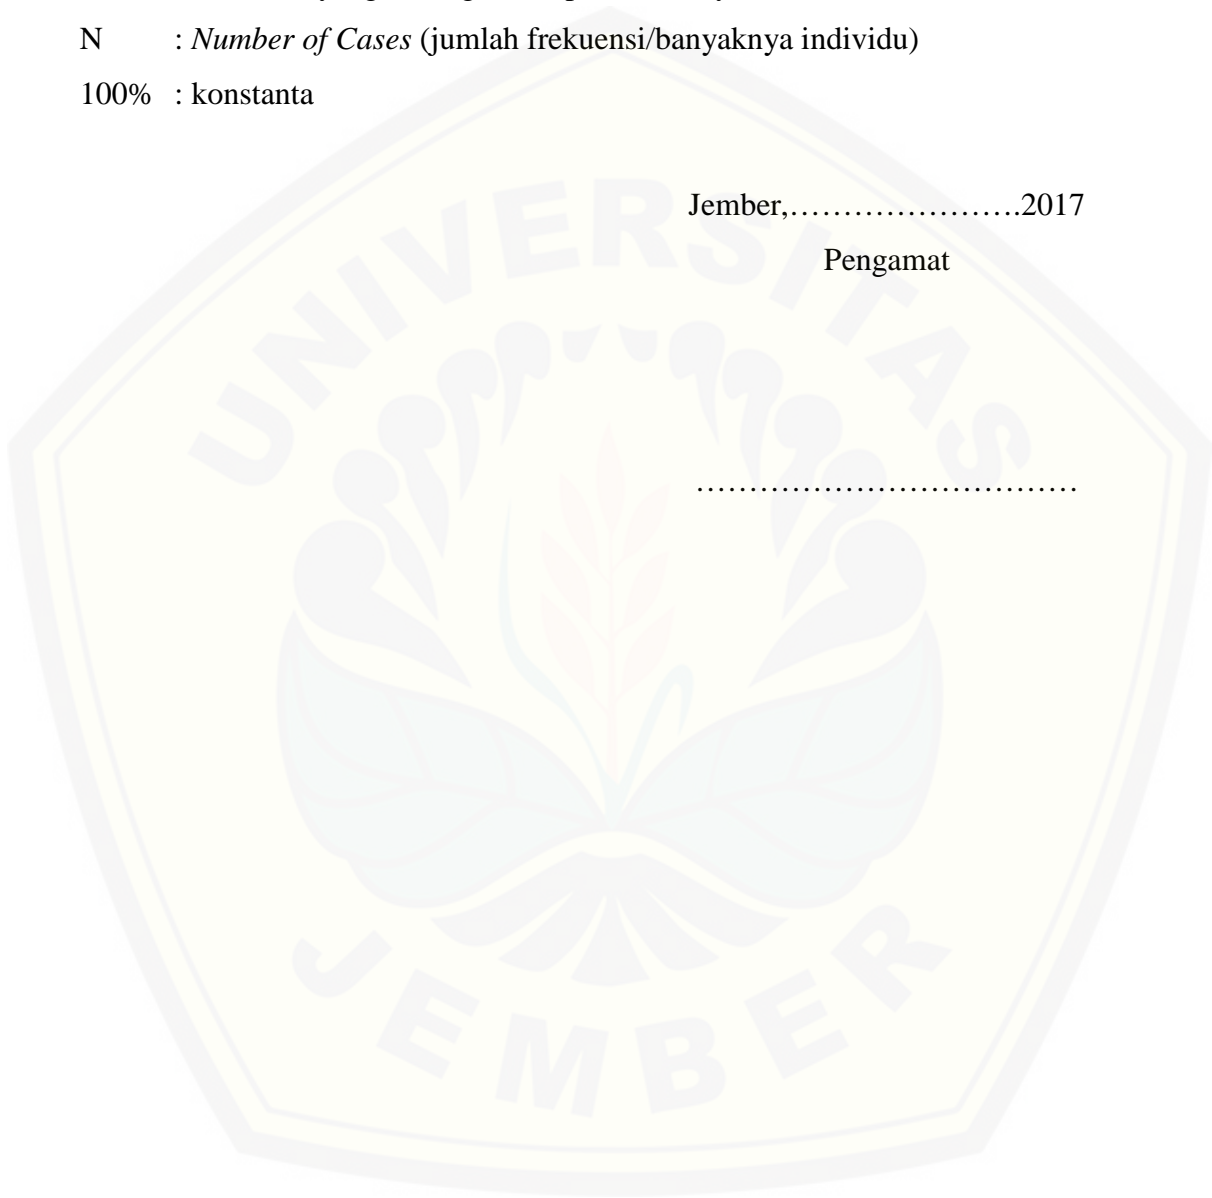 N : Number of Cases (jumlah frekuensi/banyaknya individu)
100% : konstanta
Jember,………………….2017
Pengamat
………………………………
UNIVERSITAS
JEMBER